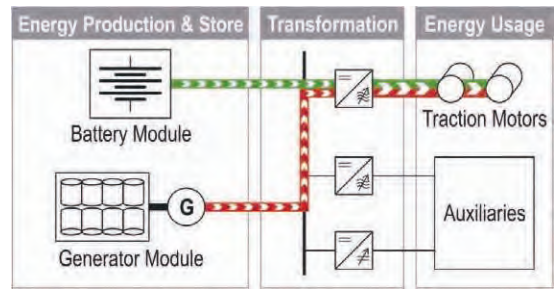 Energy Production & Store
Transformation
Energy Usage
Battery Module
Traction Motors
G
Generator Module
Auxiliaries